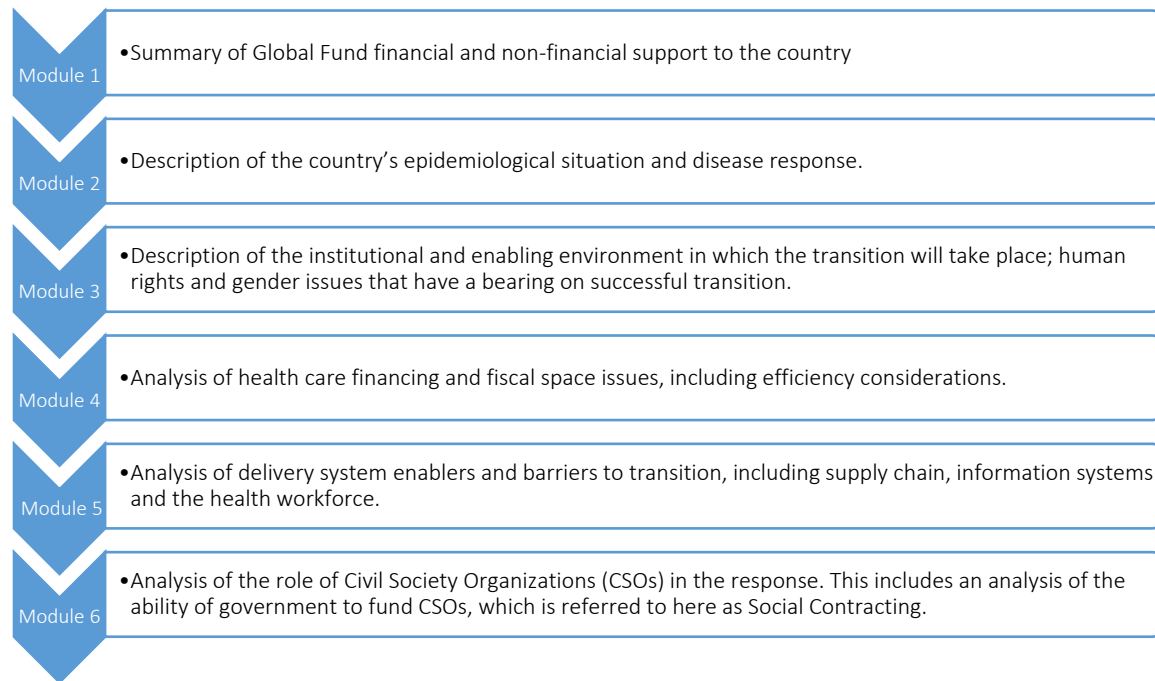 Module 1
•Summary of Global Fund financial and non-financial support to the country
Module 2
•Description of the country's epidemiological situation and disease response.
Module 3
•Description of the institutional and enabling environment in which the transition will take place; human
rights and gender issues that have a bearing on successful transition.
Module 4
•Analysis of health care financing and fiscal space issues, including efficiency considerations.
Module 5
•Analysis of delivery system enablers and barriers to transition, including supply chain, information systems
and the health workforce.
Module 6
•Analysis of the role of Civil Society Organizations (CSOs) in the response. This includes an analysis of the
ability of government to fund CSOs, which is referred to here as Social Contracting.